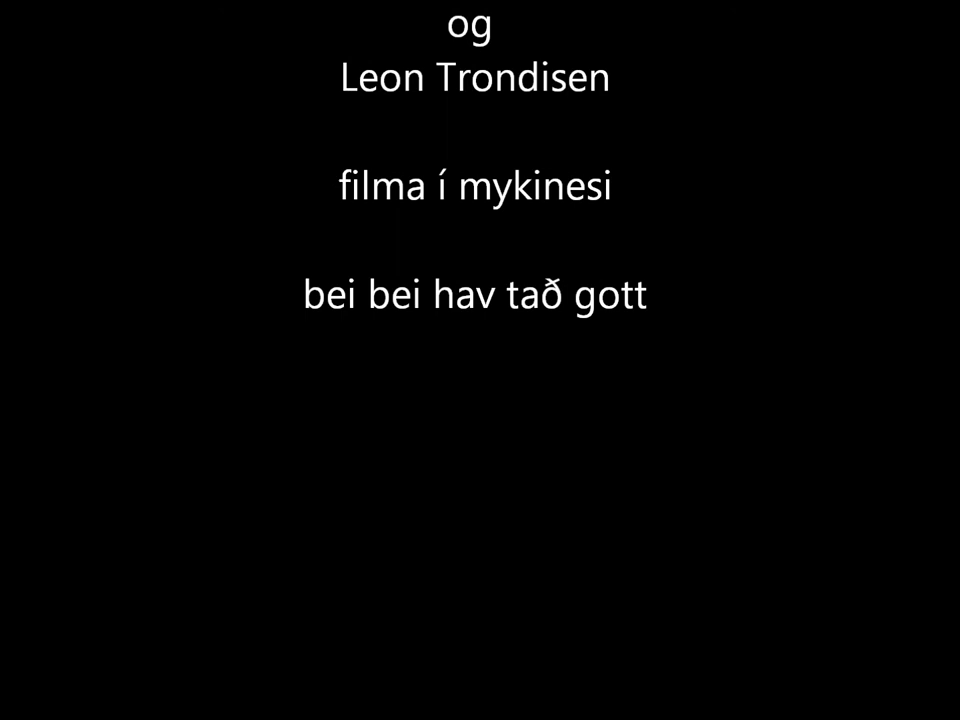 og
Leon Trondisen
filma í mykinesi
bei bei hav tað gott